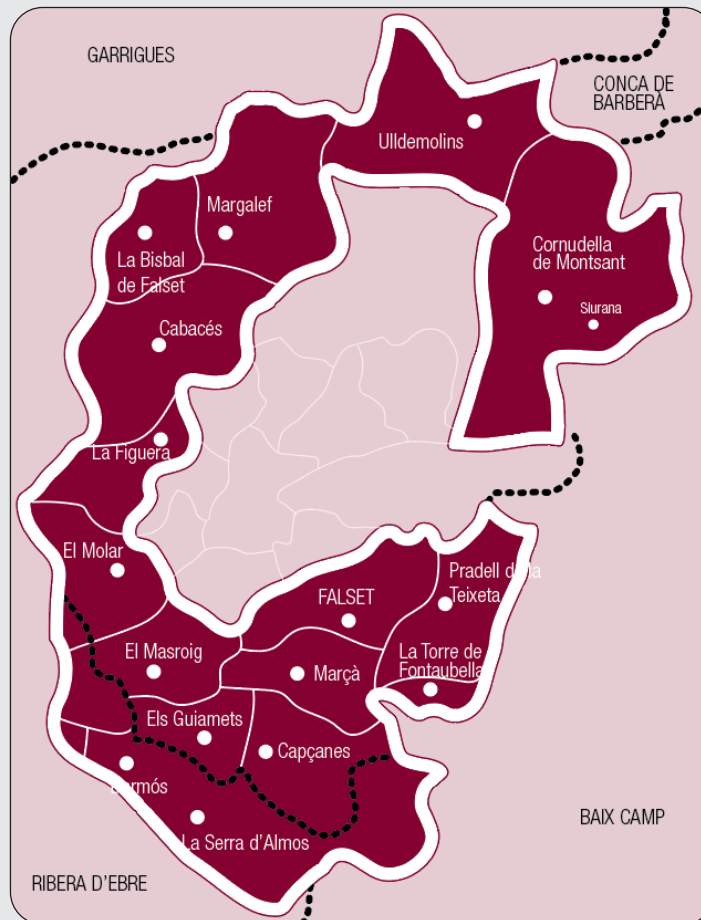 GARRIGUES
CONCA DE
BARBERÀ
Ulldemolins
Margalef
La Bisbal
de Falset
Cornudella
de Montsant
Siurana
Cabacés
La Figuera
El Molar
FALSET
Pradell de la
Teixeta
El Masroig
Marçà
La Torre de
Fontaubella
Els Guiamets
Capçanes
Darmós
La Serra d'Almos
BAIX CAMP
RIBERA D'EBRE